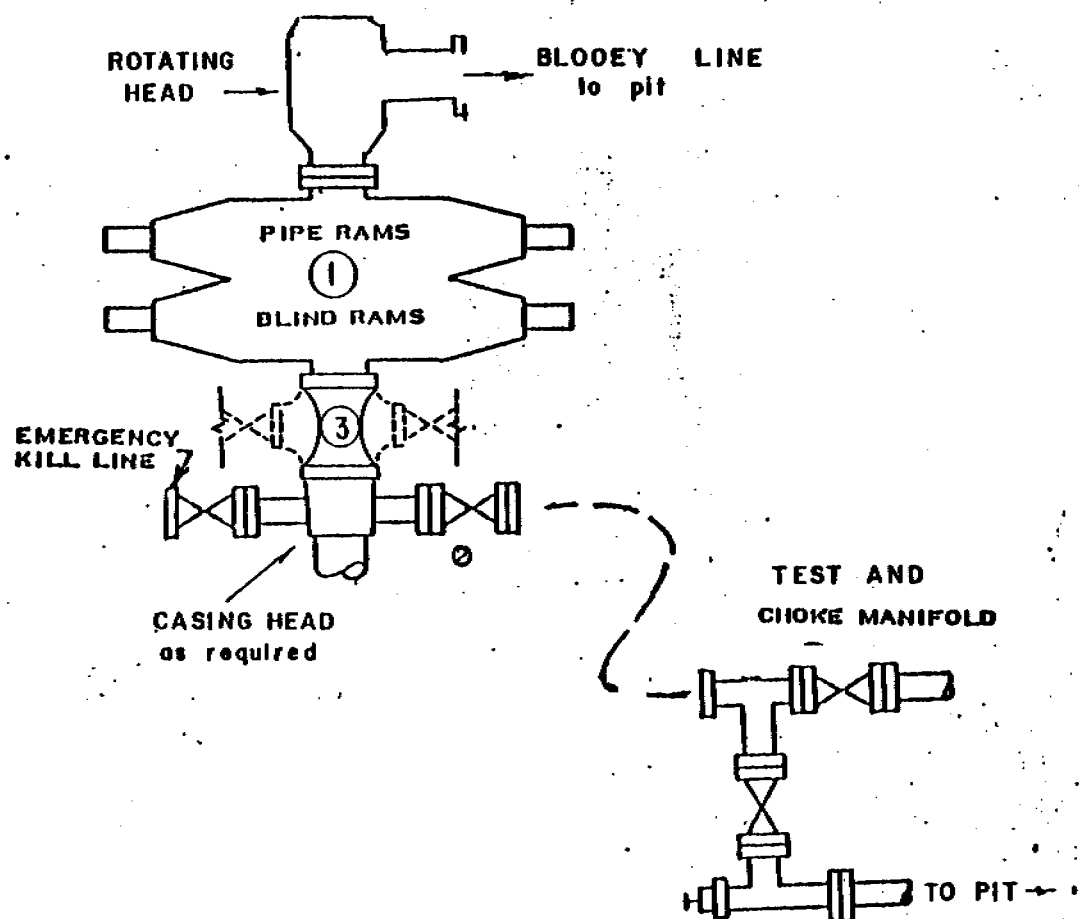 ROTATING
HEAD
BLOOEY LINE
to pit
PIPE RAMS
1
BLIND RAMS
3
EMERGENCY
KILL LINE
CASING HEAD
as required
TEST AND
CHOKE MANIFOLD
TO PIT